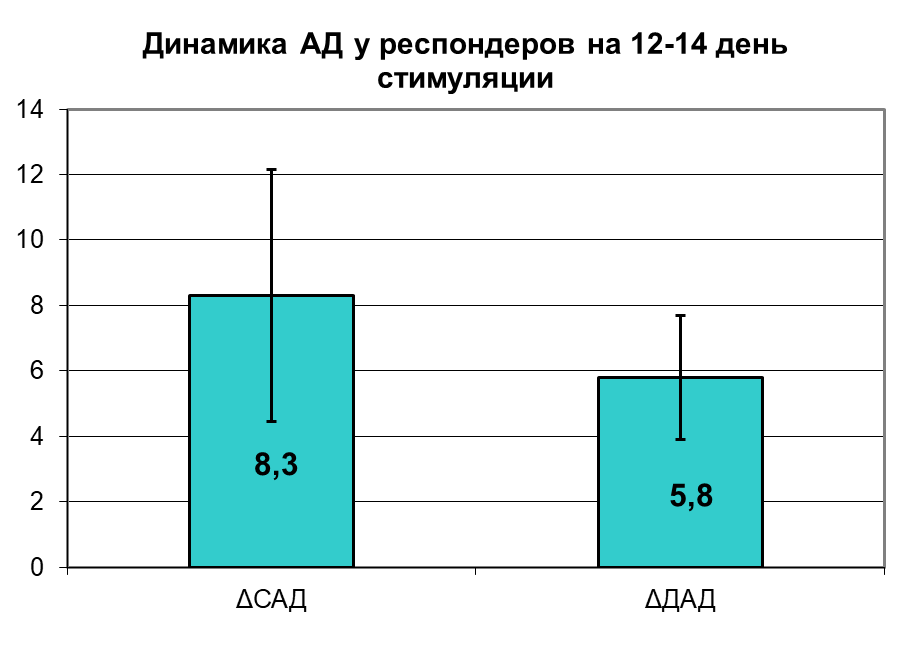 Динамика АД у респондеров на 12-14 день
стимуляции
14
12
10
8
6
4
2
0
8,3
5,8
ΔСАД
ΔДАД